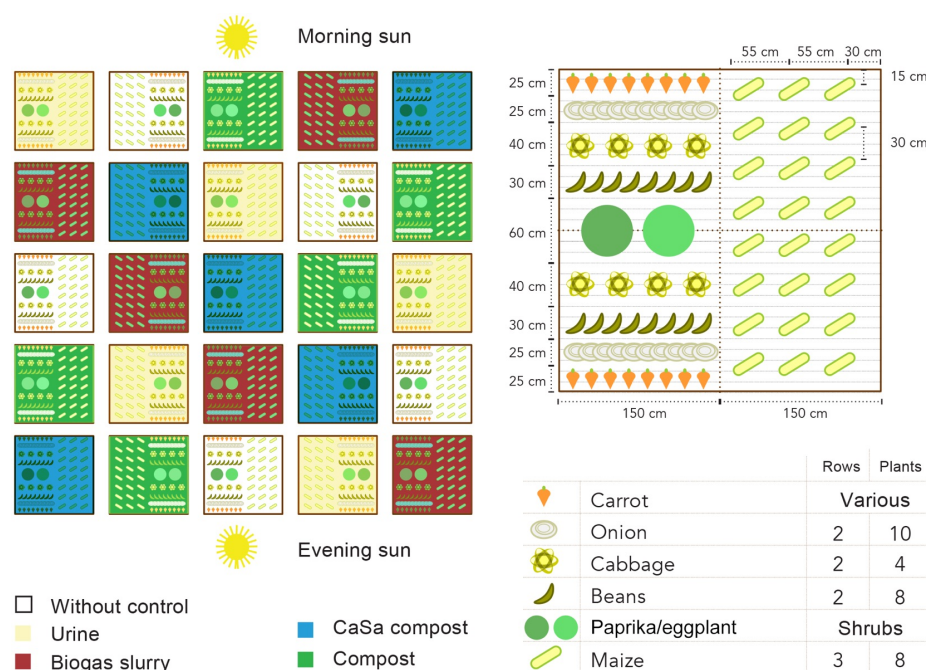 Morning sun
Evening sun
Without control
Urine
Biogas slurry
CaSa compost
Compost
55 cm 55 cm 30 cm
15 cm
30 cm
25 cm
25 cm
40 cm
30 cm
60 cm
40 cm
30 cm
25 cm
25 cm
150 cm 150 cm
Rows Plants
Carrot Various
Onion 2 10
Cabbage 2 4
Beans 2 8
Paprika/eggplant Shrubs
Maize 3 8